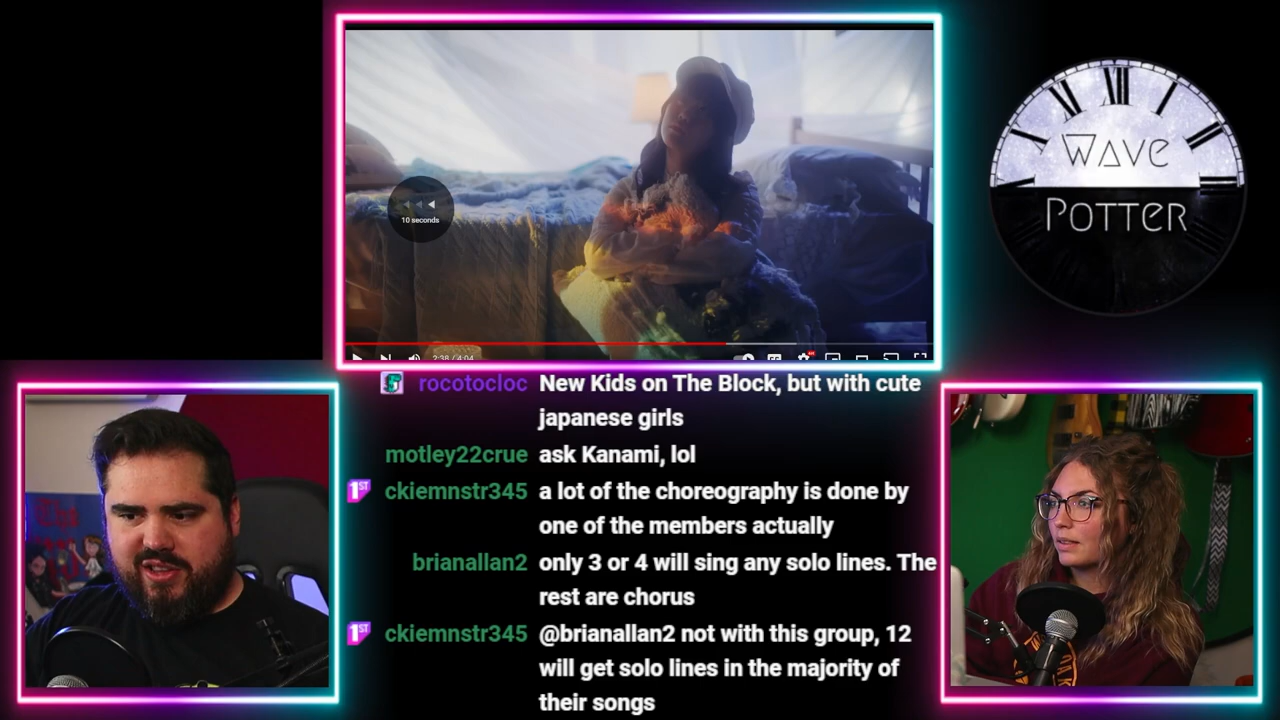 WAVE
POTTER
10 seconds
2:38 / 4:04
rocotocloc New Kids on The Block, but with cute
japanese girls
motley22crue ask Kanami, lol
1ST ckiemnstr345 a lot of the choreography is done by
one of the members actually
brianallan2 only 3 or 4 will sing any solo lines. The
rest are chorus
1ST ckiemnstr345 @brianallan2 not with this group, 12
will get solo lines in the majority of
their songs